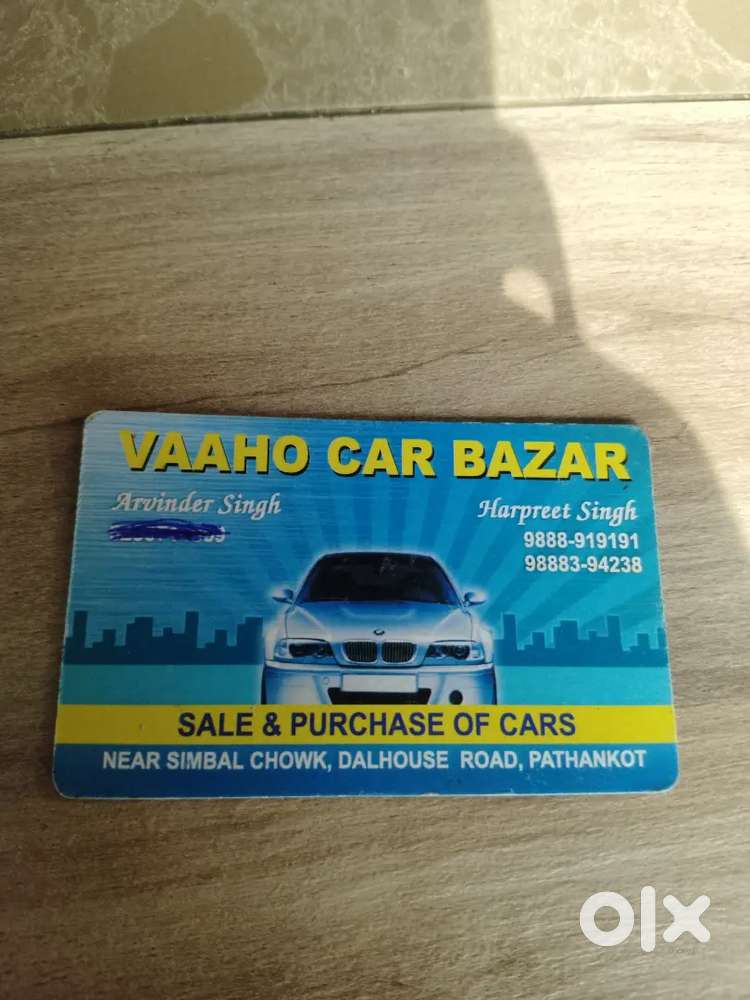 VAAHO CAR BAZAR
Arvinder Singh
Harpreet Singh
9888-919191
98883-94238
SALE & PURCHASE OF CARS
NEAR SIMBAL CHOWK, DALHOUSE ROAD, PATHANKOT
olx